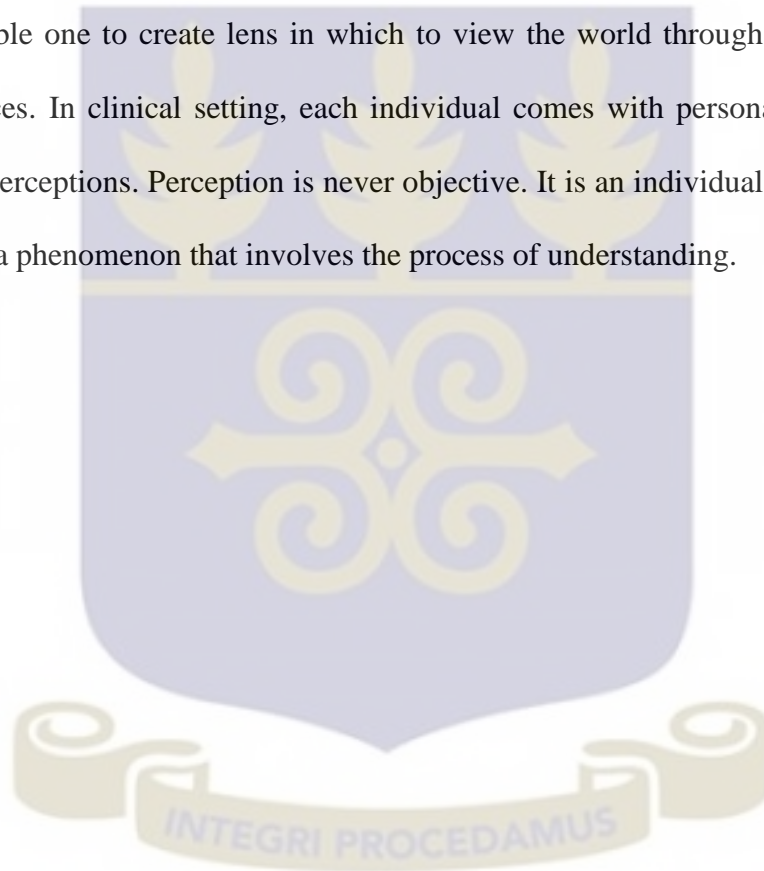 ble one to create lens in which to view the world through
es. In clinical setting, each individual comes with persona
erceptions. Perception is never objective. It is an individual
a phenomenon that involves the process of understanding.
INTEGRI PROCEDAMUS